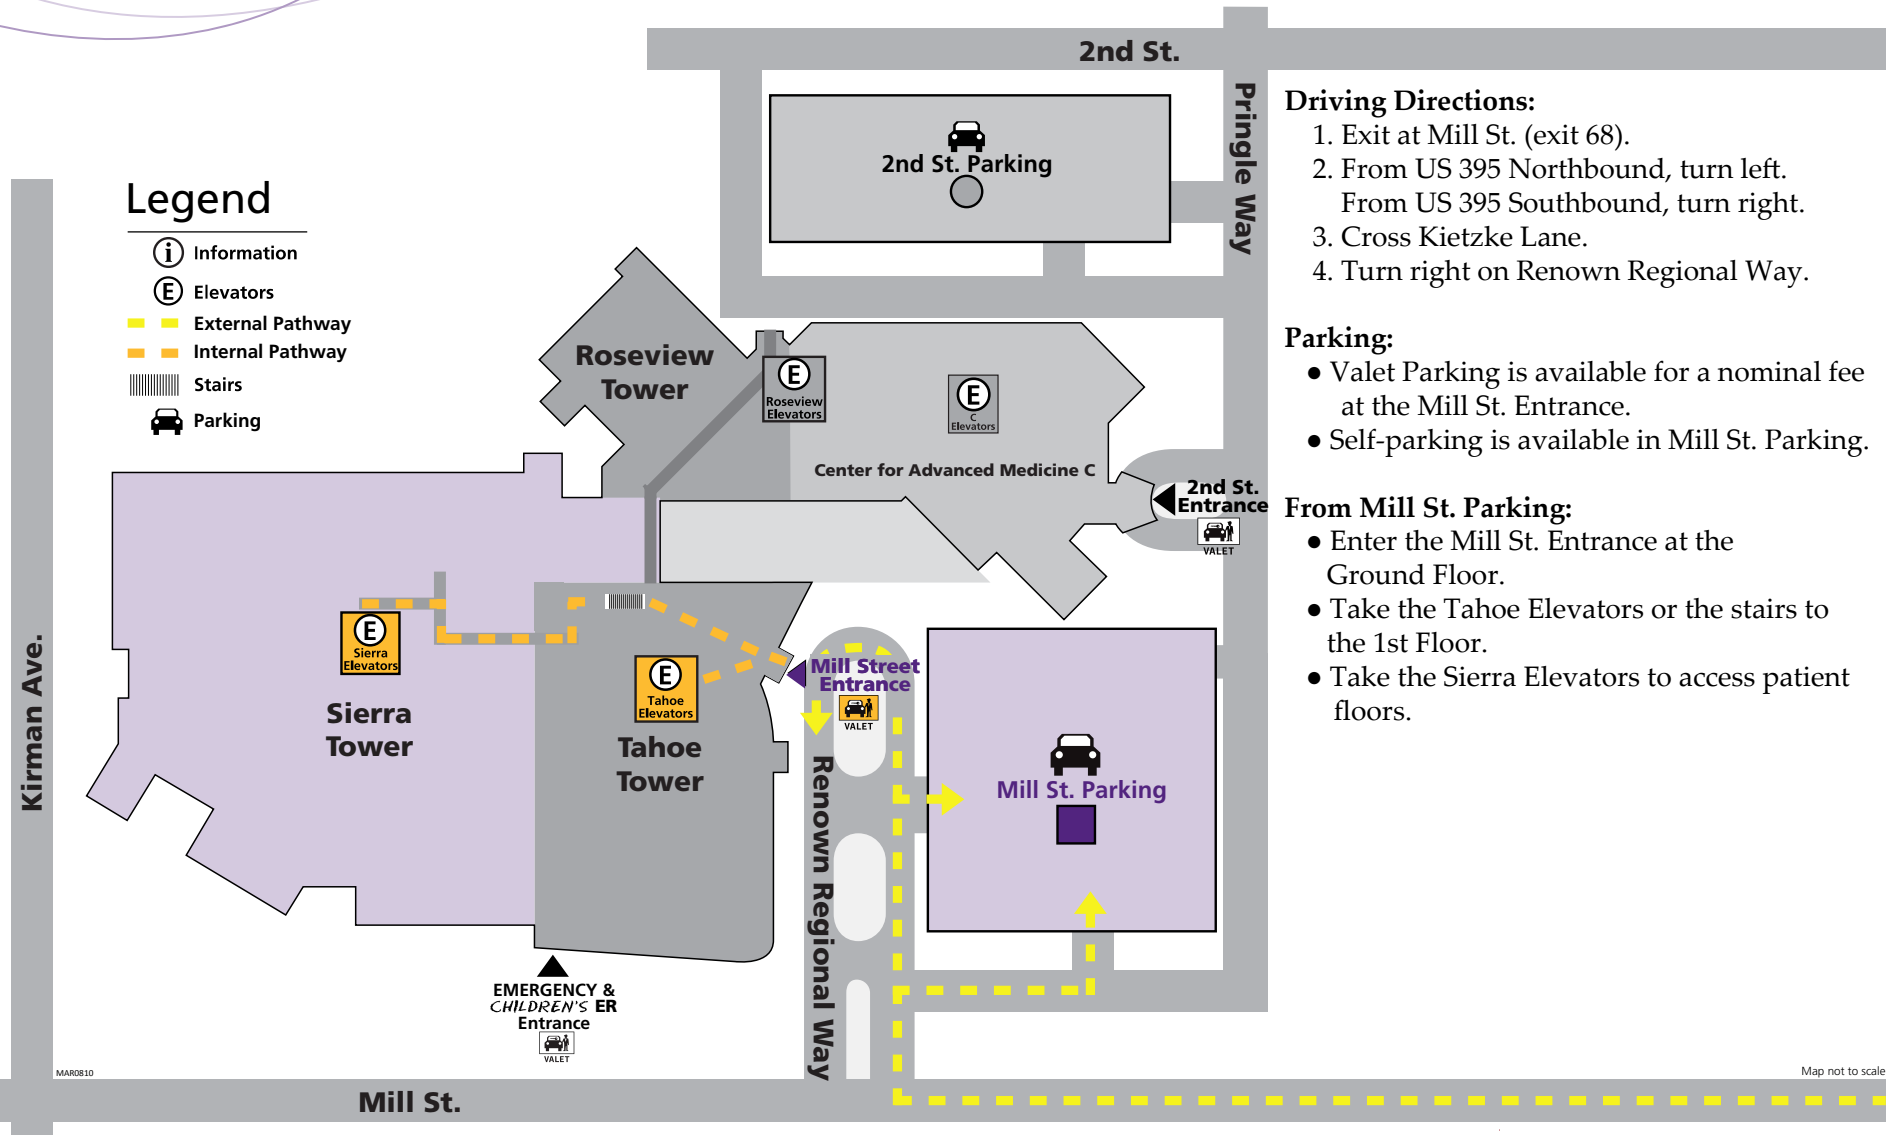 2nd St.
Pringle Way
2nd St. Parking
Legend
i Information
E Elevators
External Pathway
Internal Pathway
Stairs
Parking
Kirman Ave.
Roseview
Tower
E
Roseview
Elevators
E
C
Elevators
Center for Advanced Medicine C
2nd St.
Entrance
VALET
E
Sierra
Elevators
Sierra
Tower
E
Tahoe
Elevators
Tahoe
Tower
Mill Street
Entrance
VALET
Renown Regional Way
Mill St. Parking
EMERGENCY &
CHILDREN'S ER
Entrance
VALET
MAR0810
Mill St.
Driving Directions:
1. Exit at Mill St. (exit 68).
2. From US 395 Northbound, turn left.
From US 395 Southbound, turn right.
3. Cross Kietzke Lane.
4. Turn right on Renown Regional Way.
Parking:
● Valet Parking is available for a nominal fee
at the Mill St. Entrance.
● Self-parking is available in Mill St. Parking.
From Mill St. Parking:
● Enter the Mill St. Entrance at the
Ground Floor.
● Take the Tahoe Elevators or the stairs to
the 1st Floor.
● Take the Sierra Elevators to access patient
floors.
Map not to scale